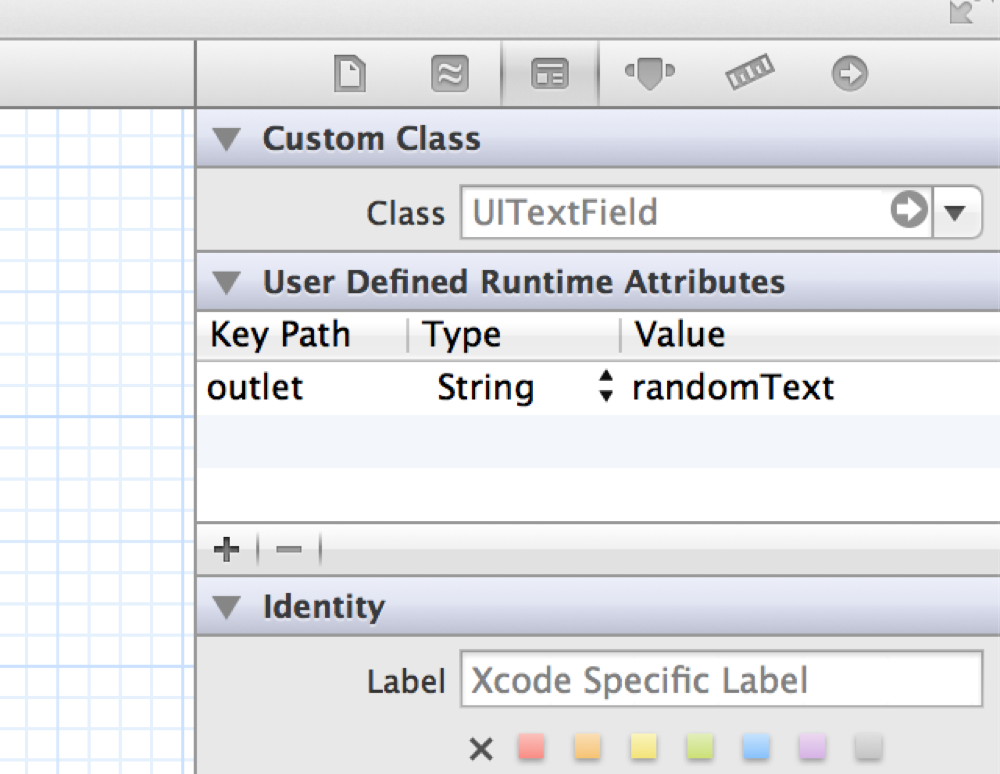 Custom Class
Class UITextField
User Defined Runtime Attributes
Key Path Type Value
outlet String randomText
Identity
Label Xcode Specific Label